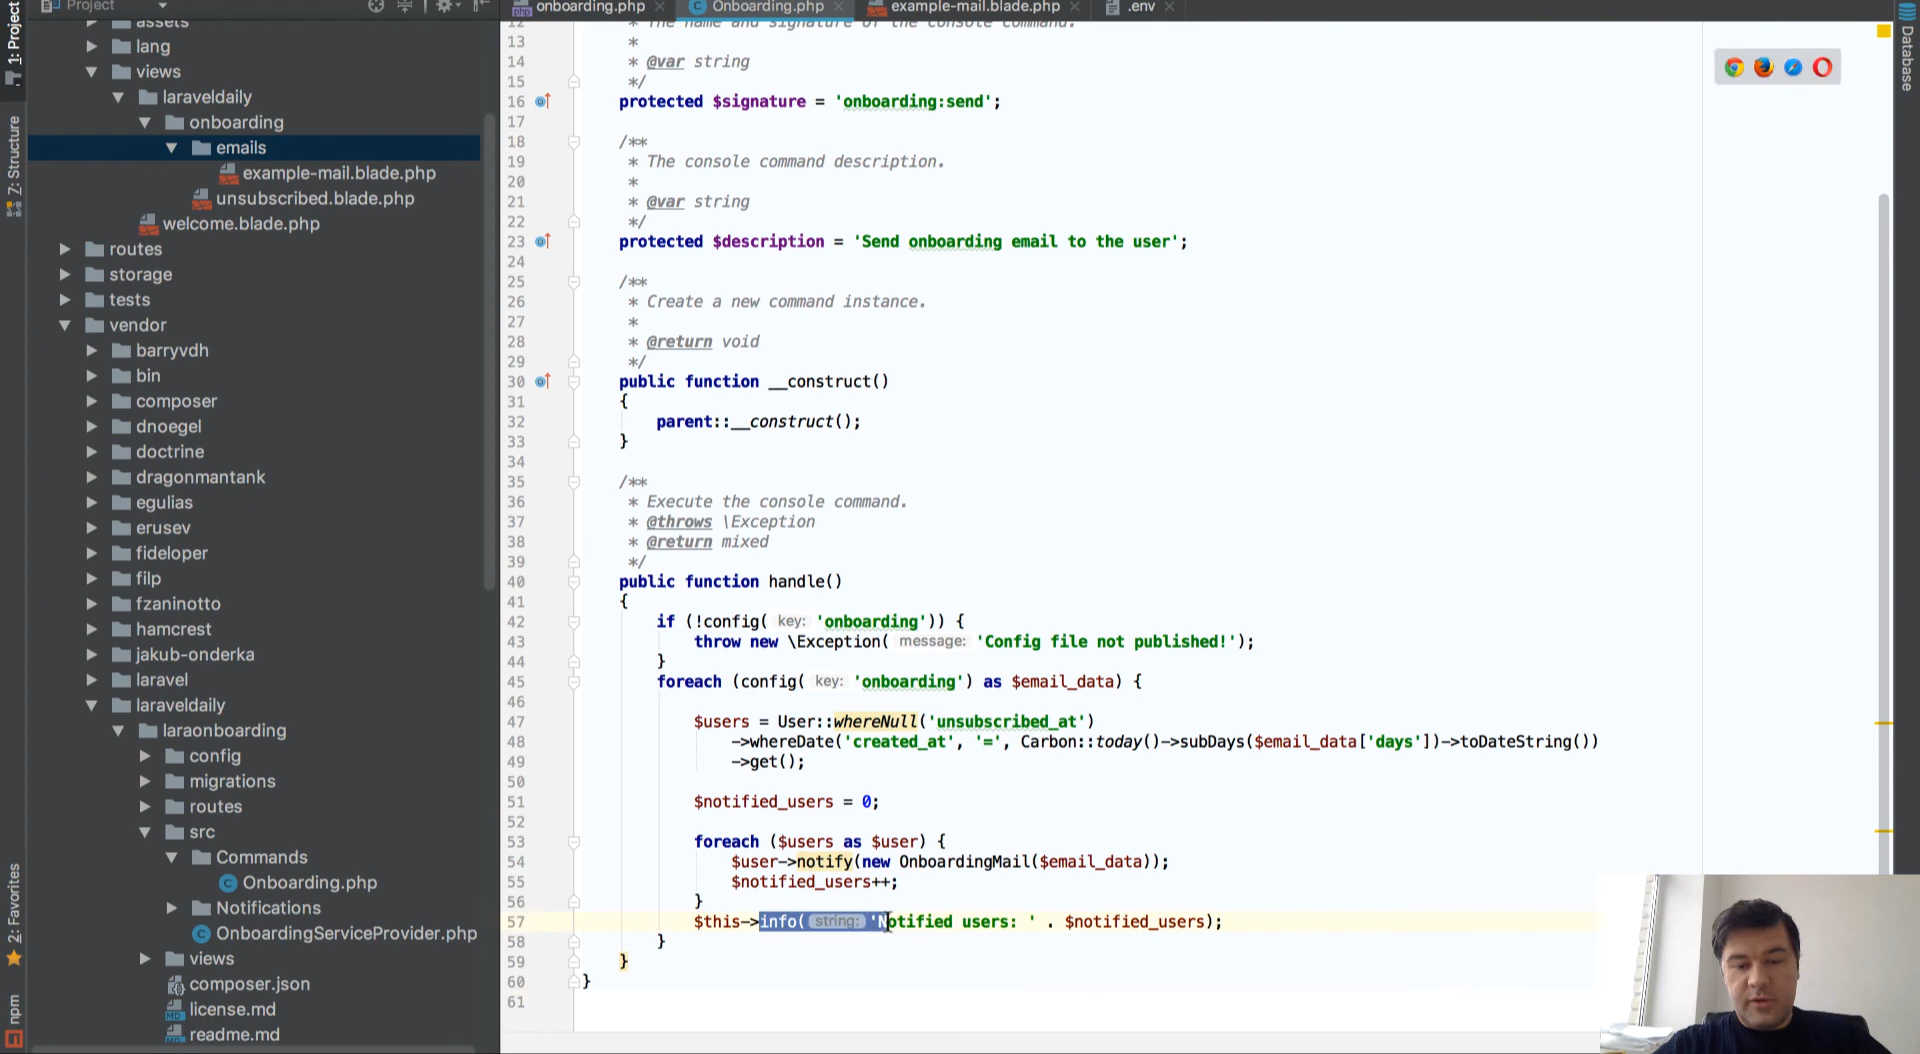 Project
onboarding.php
Onboarding.php
example-mail.blade.php
.env
1: Project
7: Structure
2: Favorites
npm
Database
assets
lang
views
laraveldaily
onboarding
emails
example-mail.blade.php
unsubscribed.blade.php
welcome.blade.php
routes
storage
tests
vendor
barryvdh
bin
composer
dnoegel
doctrine
dragonmantank
egulias
erusev
fideloper
filp
fzaninotto
hamcrest
jakub-onderka
laravel
laraveldaily
laraonboarding
config
migrations
routes
src
Commands
Onboarding.php
Notifications
OnboardingServiceProvider.php
views
composer.json
license.md
readme.md
12 * The name and signature of the console command.
13 *
14 * @var string
15 */
16 protected $signature = 'onboarding:send';
17
18 /**
19 * The console command description.
20 *
21 * @var string
22 */
23 protected $description = 'Send onboarding email to the user';
24
25 /**
26 * Create a new command instance.
27 *
28 * @return void
29 */
30 public function __construct()
31 {
32 parent::__construct();
33 }
34
35 /**
36 * Execute the console command.
37 * @throws \Exception
38 * @return mixed
39 */
40 public function handle()
41 {
42 if (!config( key: 'onboarding')) {
43 throw new \Exception( message: 'Config file not published!');
44 }
45 foreach (config( key: 'onboarding') as $email_data) {
46
47 $users = User::whereNull('unsubscribed_at')
48 ->whereDate('created_at', '=', Carbon::today()->subDays($email_data['days'])->toDateString())
49 ->get();
50
51 $notified_users = 0;
52
53 foreach ($users as $user) {
54 $user->notify(new OnboardingMail($email_data));
55 $notified_users++;
56 }
57 $this->info( string: 'Notified users: ' . $notified_users);
58 }
59 }
60 }
61